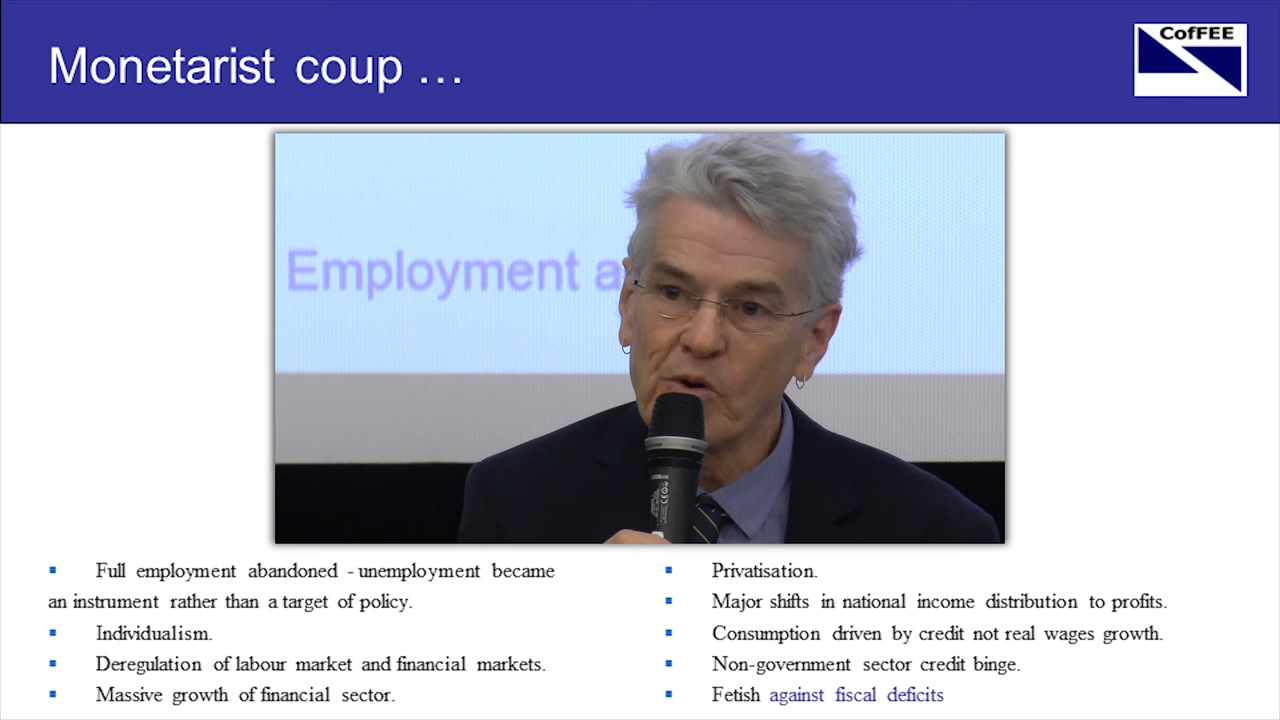 Monetarist coup …
CofFEE
Employment a
Full employment abandoned - unemployment became
an instrument rather than a target of policy.
Individualism.
Deregulation of labour market and financial markets.
Massive growth of financial sector.
Privatisation.
Major shifts in national income distribution to profits.
Consumption driven by credit not real wages growth.
Non-government sector credit binge.
Fetish against fiscal deficits